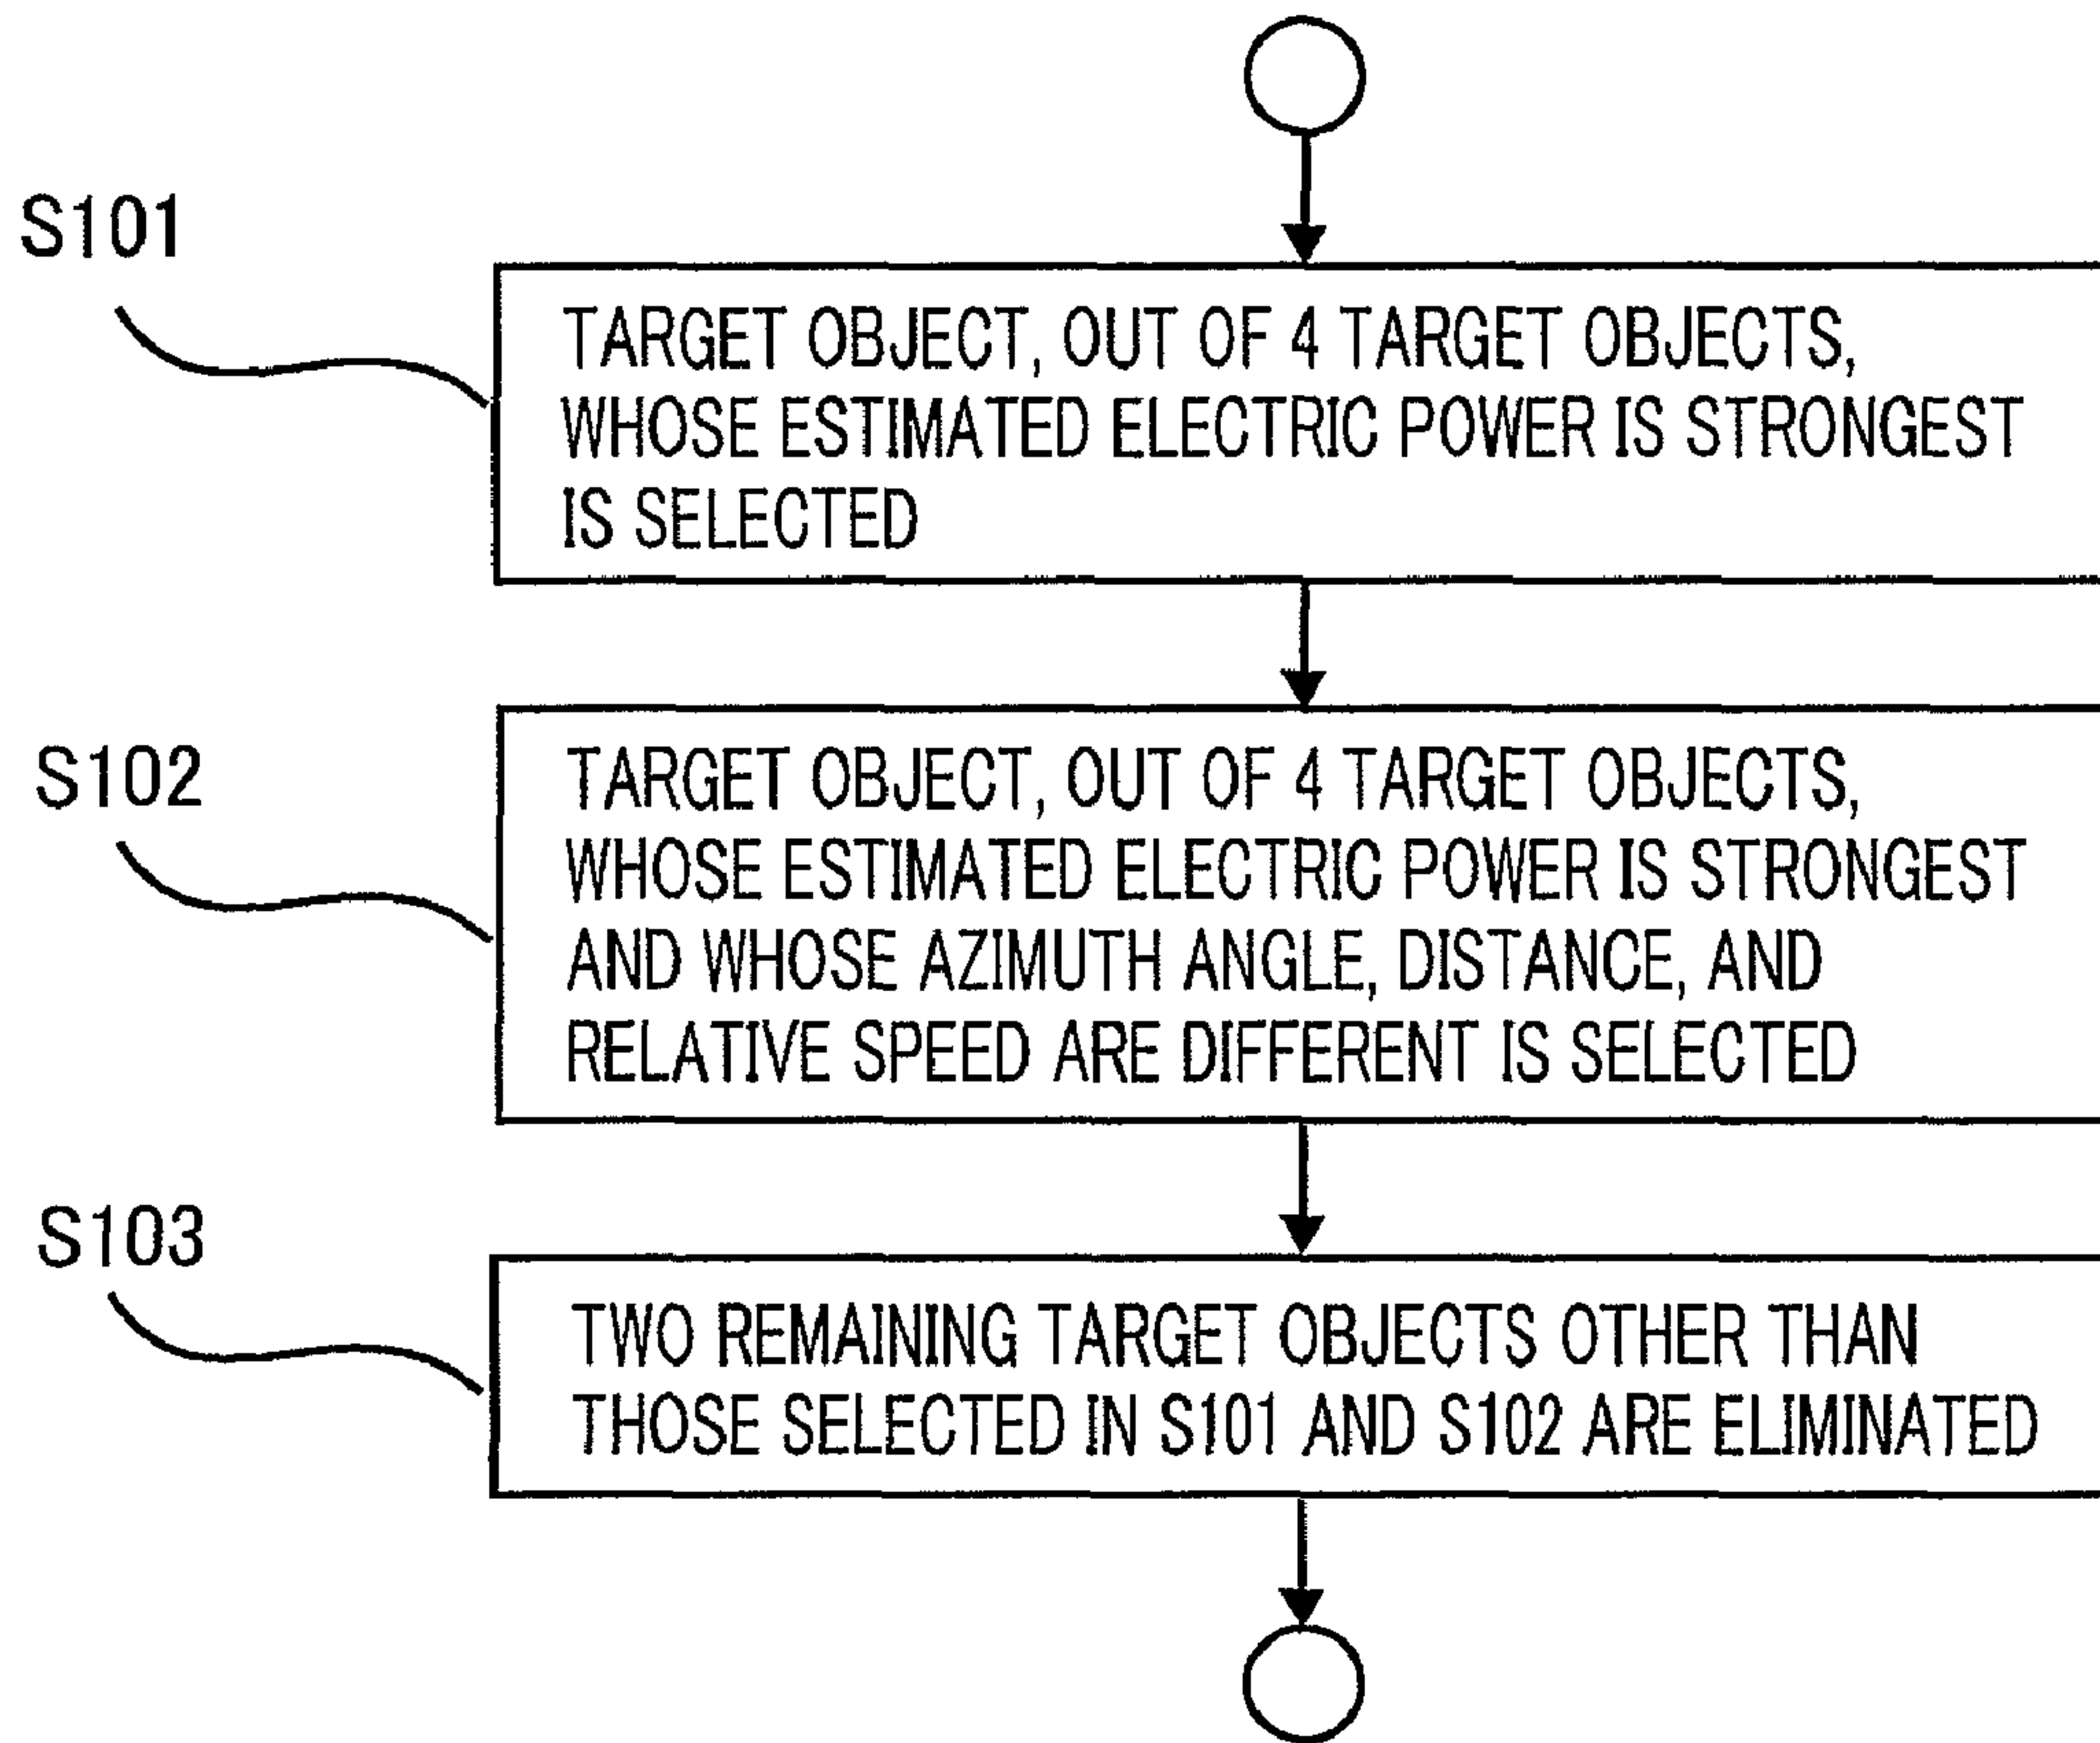 S101
TARGET OBJECT, OUT OF 4 TARGET OBJECTS,
WHOSE ESTIMATED ELECTRIC POWER IS STRONGEST
IS SELECTED
S102
TARGET OBJECT, OUT OF 4 TARGET OBJECTS,
WHOSE ESTIMATED ELECTRIC POWER IS STRONGEST
AND WHOSE AZIMUTH ANGLE, DISTANCE, AND
RELATIVE SPEED ARE DIFFERENT IS SELECTED
S103
TWO REMAINING TARGET OBJECTS OTHER THAN
THOSE SELECTED IN S101 AND S102 ARE ELIMINATED